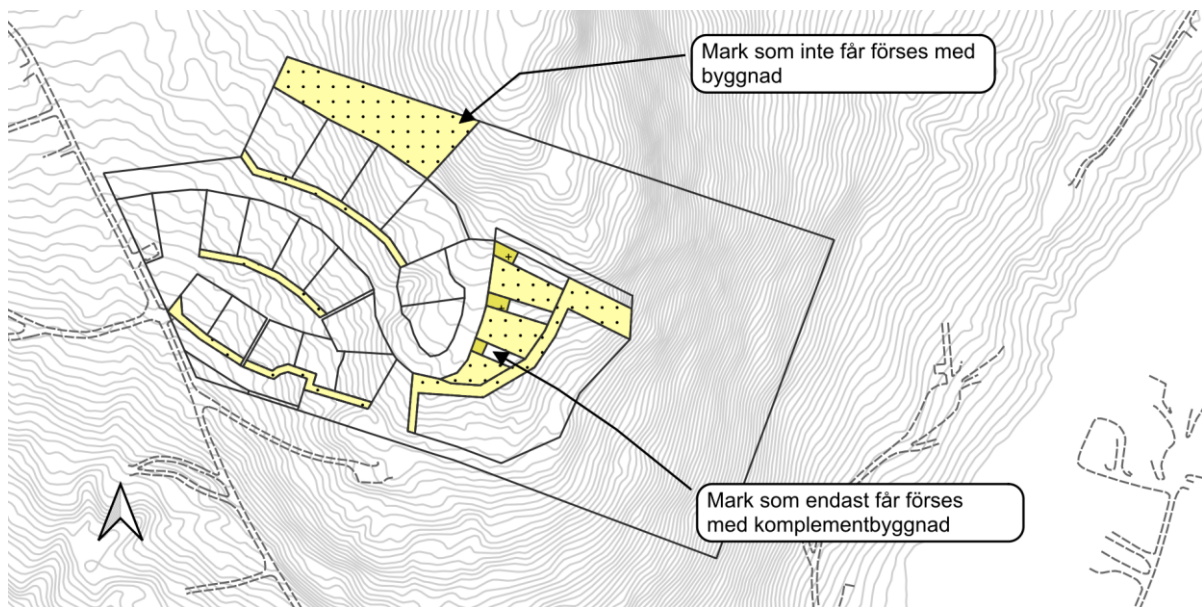 Mark som inte får förses med
byggnad
Mark som endast får förses
med komplementbyggnad